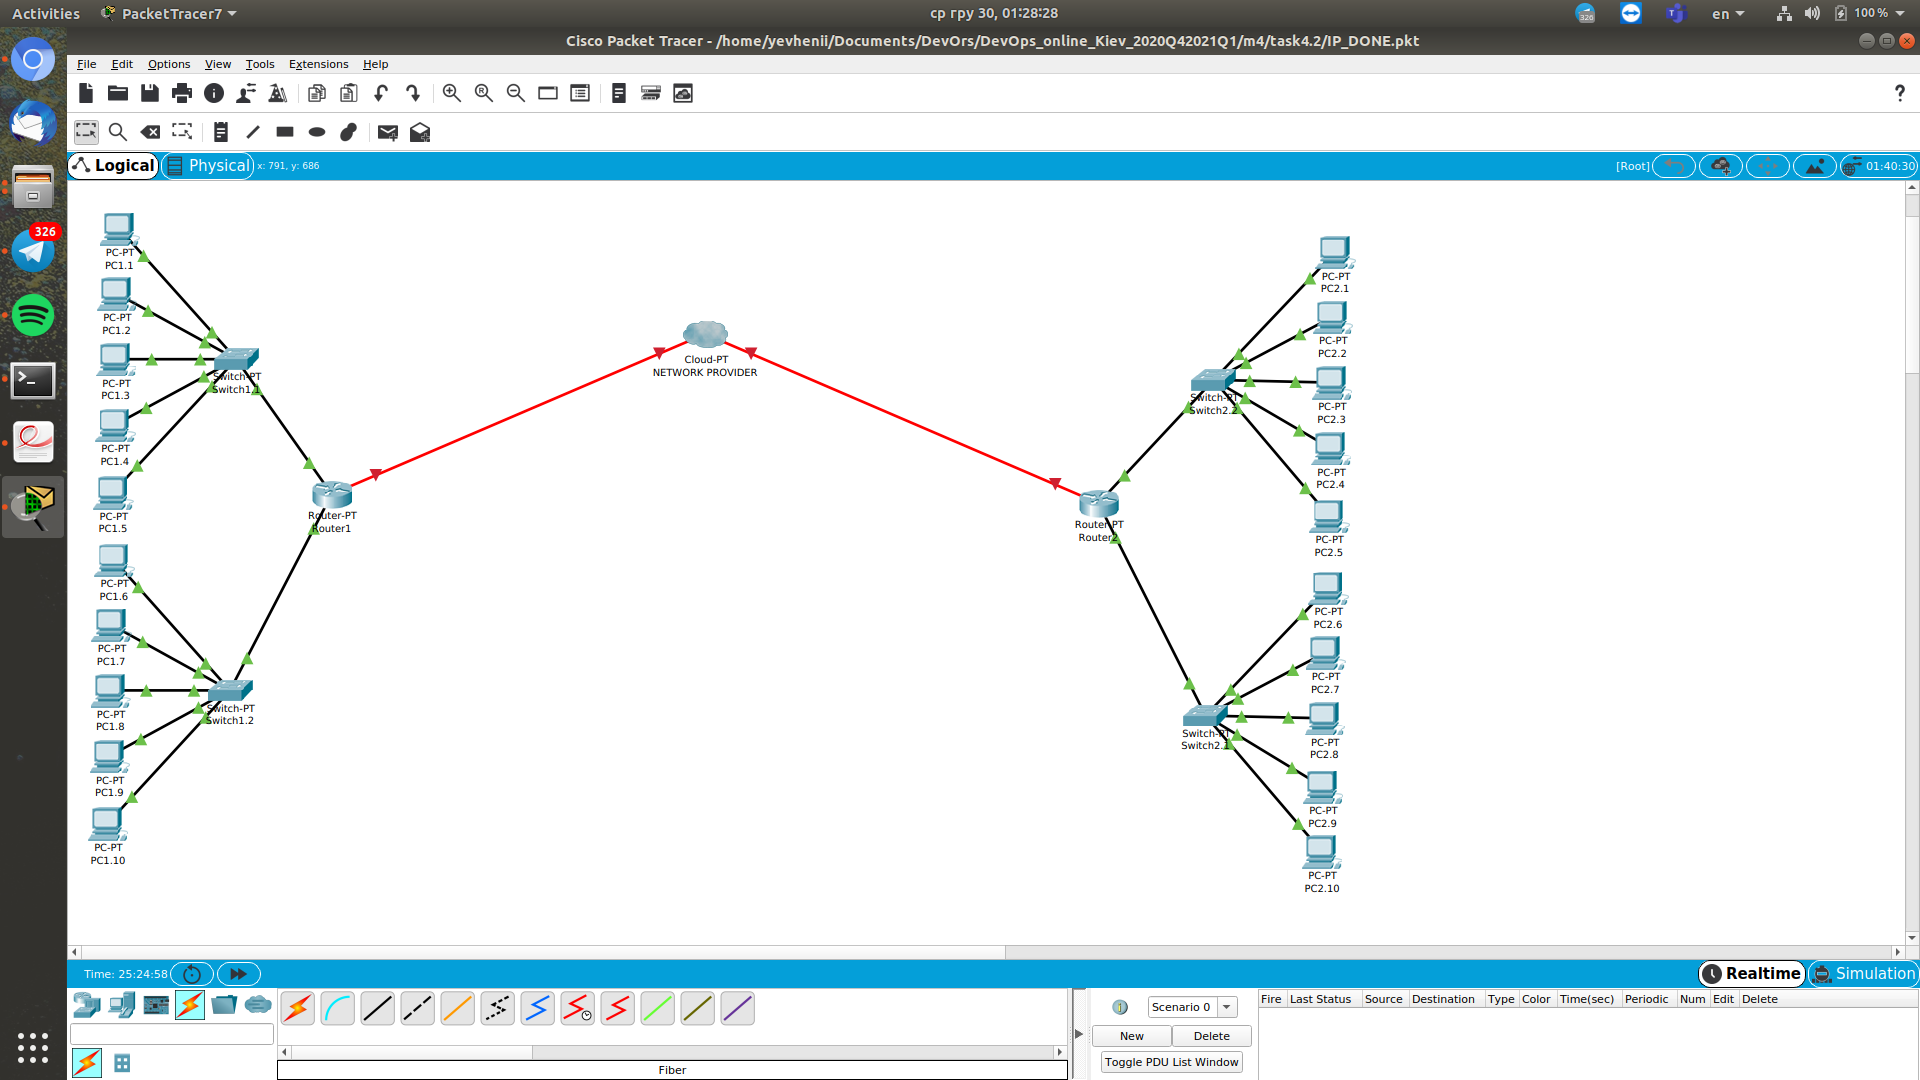 Activities PacketTracer7 ср гру 30, 01:28:28 326 en 100 %
Cisco Packet Tracer - /home/yevhenii/Documents/DevOrs/DevOps_online_Kiev_2020Q42021Q1/m4/task4.2/IP_DONE.pkt
File Edit Options View Tools Extensions Help
Logical Physical x: 791, y: 686 [Root] 01:40:30
326
PC-PT
PC1.1
PC-PT
PC1.2
PC-PT
PC1.3
PC-PT
PC1.4
PC-PT
PC1.5
PC-PT
PC1.6
PC-PT
PC1.7
PC-PT
PC1.8
PC-PT
PC1.9
PC-PT
PC1.10
Switch-PT
Switch1.1
Switch-PT
Switch1.2
Router-PT
Router1
Cloud-PT
NETWORK PROVIDER
Router-PT
Router2
Switch-PT
Switch2.2
Switch-PT
PC-PT
PC2.1
PC-PT
PC2.2
PC-PT
PC2.3
PC-PT
PC2.4
PC-PT
PC2.5
PC-PT
PC2.6
PC-PT
PC2.7
PC-PT
PC2.8
PC-PT
PC2.9
PC-PT
PC2.10
Time: 25:24:58 Realtime Simulation
Scenario 0
New Delete
Toggle PDU List Window
Fire Last Status Source Destination Type Color Time(sec) Periodic Num Edit Delete
Fiber